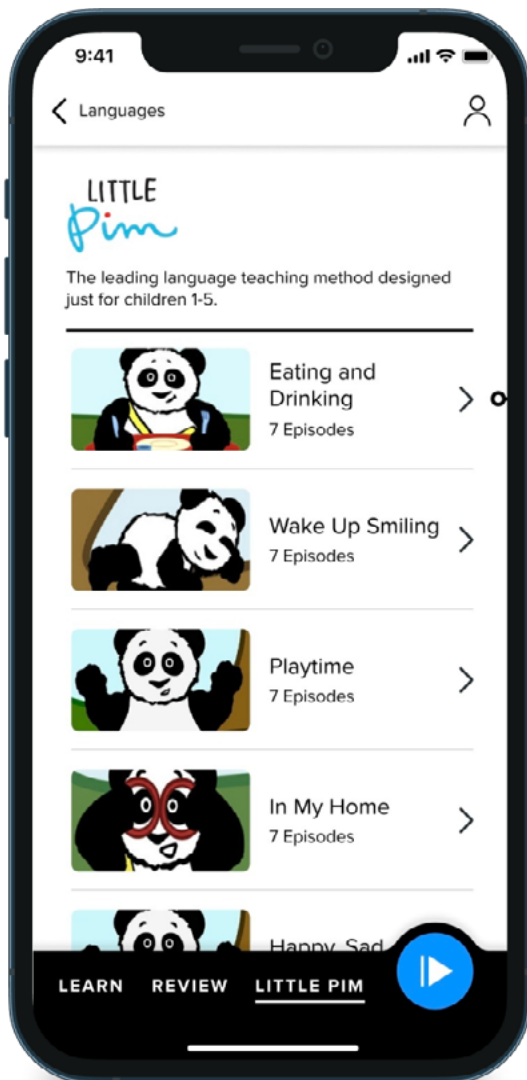 9:41
Languages
LITTLE
Pim
The leading language teaching method designed
just for children 1-5.
Eating and
Drinking
7 Episodes
Wake Up Smiling
7 Episodes
Playtime
7 Episodes
In My Home
7 Episodes
Happy, Sad
LEARN REVIEW LITTLE PIM